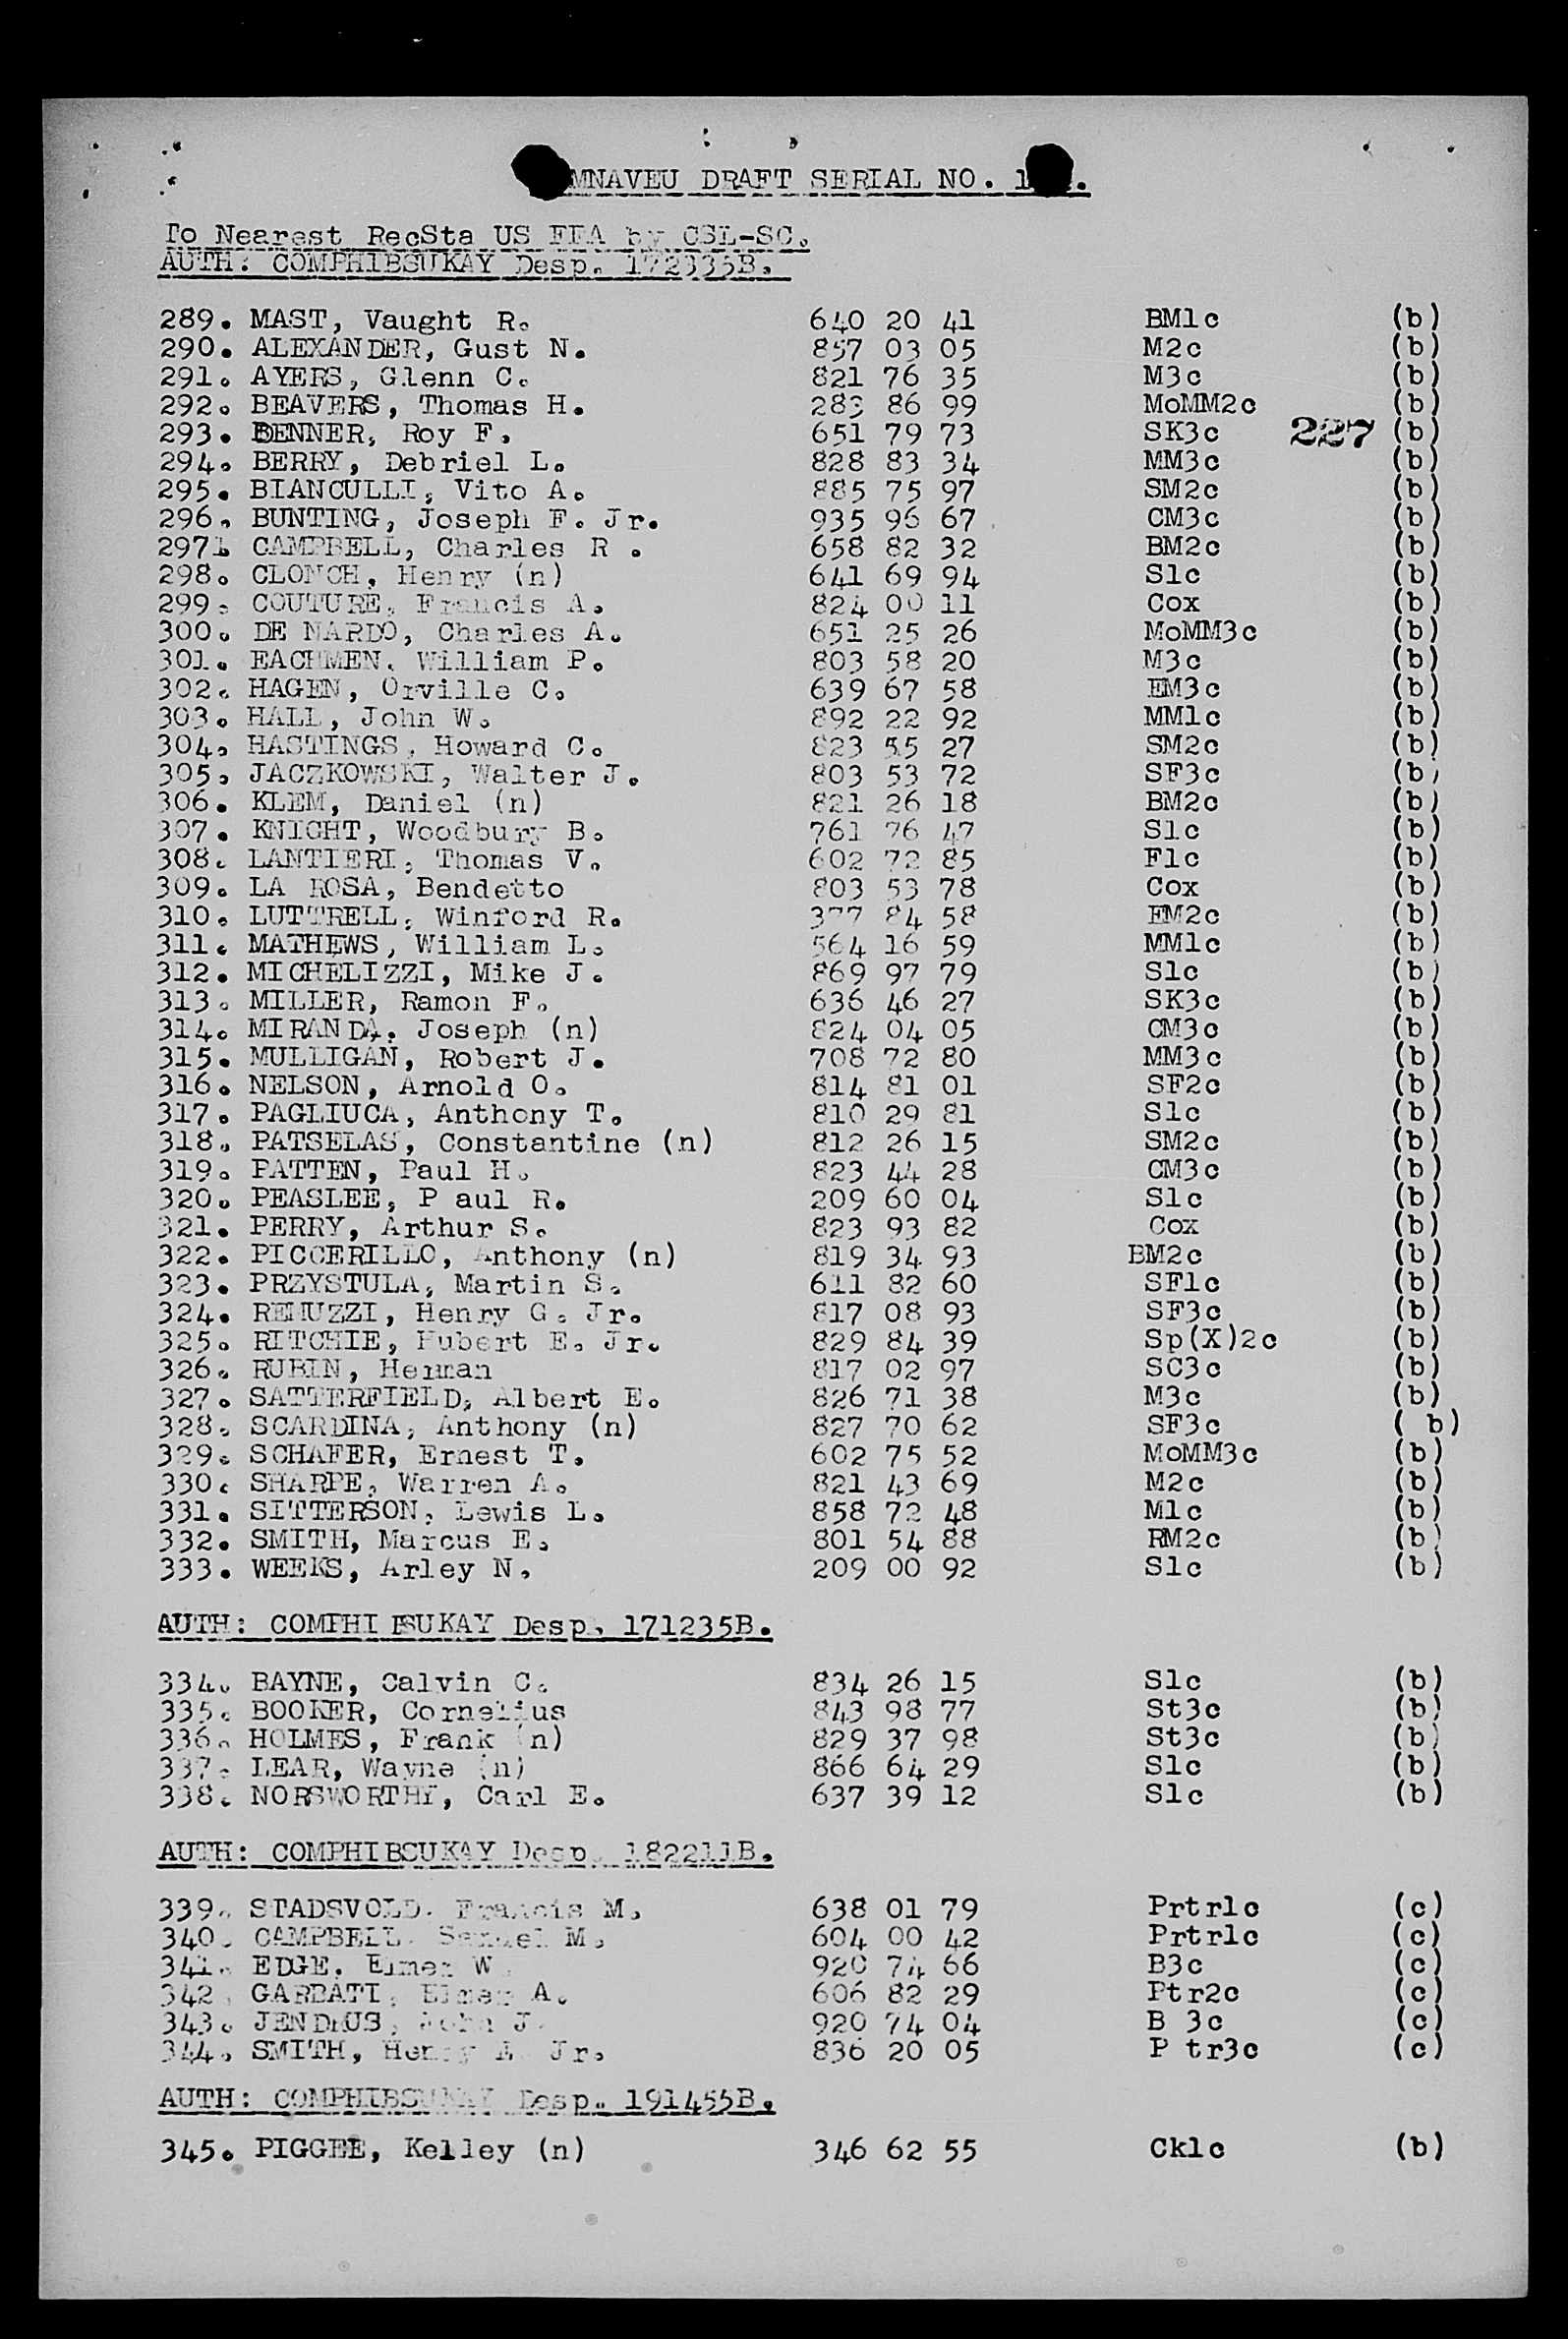 MNAVEU DRAFT SERIAL NO. 1
To Nearest RecSta US FFA by CSL-SC.
AUTH: COMPHIBSUKAY Desp. 172335B.
289. MAST, Vaught R. 640 20 41 BM1c (b)
290. ALEXANDER, Gust N. 857 03 05 M2c (b)
291. AYERS, Glenn C. 821 76 35 M3c (b)
292. BEAVERS, Thomas H. 283 86 99 MoMM2c (b)
293. BENNER, Roy F. 651 79 73 SK3c 227 (b)
294. BERRY, Debriel L. 828 83 34 MM3c (b)
295. BIANCULLI, Vito A. 885 75 97 SM2c (b)
296. BUNTING, Joseph F. Jr. 935 96 67 CM3c (b)
297. CAMPBELL, Charles R . 658 82 32 BM2c (b)
298. CLONCH, Henry (n) 641 69 94 S1c (b)
299. COUTURE, Francis A. 824 00 11 Cox (b)
300. DE NARDO, Charles A. 651 25 26 MoMM3c (b)
301. EACHMEN, William P. 803 58 20 M3c (b)
302. HAGEN, Orville C. 639 67 58 EM3c (b)
303. HALL, John W. 892 22 92 MM1c (b)
304. HASTINGS, Howard C. 823 55 27 SM2c (b)
305. JACZKOWSKI, Walter J. 803 53 72 SF3c (b)
306. KLEM, Daniel (n) 821 26 18 BM2c (b)
307. KNIGHT, Woodbury B. 761 76 47 S1c (b)
308. LANTIERI, Thomas V. 602 72 85 F1c (b)
309. LA ROSA, Bendetto 803 53 78 Cox (b)
310. LUTTRELL, Winford R. 377 84 58 EM2c (b)
311. MATHEWS, William L. 564 16 59 MM1c (b)
312. MICHELIZZI, Mike J. 869 97 79 S1c (b)
313. MILLER, Ramon F. 636 46 27 SK3c (b)
314. MIRANDA, Joseph (n) 824 04 05 CM3c (b)
315. MULLIGAN, Robert J. 708 72 80 MM3c (b)
316. NELSON, Arnold O. 814 81 01 SF2c (b)
317. PAGLIUCA, Anthony T. 810 29 81 S1c (b)
318. PATSELAS, Constantine (n) 812 26 15 SM2c (b)
319. PATTEN, Paul H. 823 44 28 CM3c (b)
320. PEASLEE, P aul R. 209 60 04 S1c (b)
321. PERRY, Arthur S. 823 93 82 Cox (b)
322. PICCERILLO, Anthony (n) 819 34 93 BM2c (b)
323. PRZYSTULA, Martin S. 611 82 60 SF1c (b)
324. REMUZZI, Henry G. Jr. 817 08 93 SF3c (b)
325. RITCHIE, Hubert E. Jr. 829 84 39 Sp(X)2c (b)
326. RUBIN, Herman 817 02 97 SC3c (b)
327. SATTERFIELD, Albert E. 826 71 38 M3c (b)
328. SCARDINA, Anthony (n) 827 70 62 SF3c ( b)
329. SCHAFER, Ernest T. 602 75 52 MoMM3c (b)
330. SHARPE, Warren A. 821 43 69 M2c (b)
331. SITTERSON, Lewis L. 858 72 48 M1c (b)
332. SMITH, Marcus E. 801 54 88 RM2c (b)
333. WEEKS, Arley N. 209 00 92 S1c (b)
AUTH: COMPHIBSUKAY Desp. 171235B.
334. BAYNE, Calvin C. 834 26 15 S1c (b)
335. BOOKER, Cornelius 843 98 77 St3c (b)
336. HOLMES, Frank (n) 829 37 98 St3c (b)
337. LEAR, Wayne (n) 866 64 29 S1c (b)
338. NORSWORTHY, Carl E. 637 39 12 S1c (b)
AUTH: COMPHIBSUKAY Desp. 182211B.
339. STADSVOLD, Francis M. 638 01 79 Prtr1c (c)
340. CAMPBELL, Samuel M. 604 00 42 Prtr1c (c)
341. EDGE, Elmer W. 920 74 66 B3c (c)
342. GARBATI, Elmer A. 606 82 29 Ptr2c (c)
343. JENDRUS, John J. 920 74 04 B 3c (c)
344. SMITH, Henry Jr. 836 20 05 P tr3c (c)
AUTH: COMPHIBSUKAY Desp. 191455B.
345. PIGGEE, Kelley (n) 346 62 55 Ck1c (b)